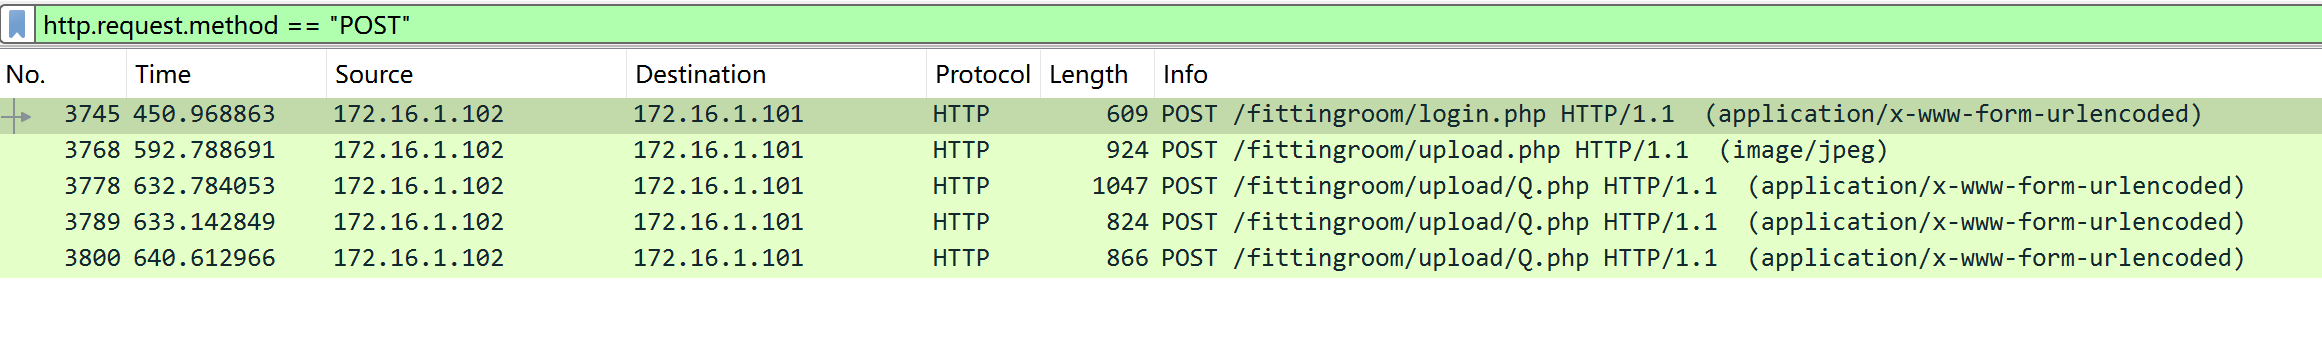 http.request.method == "POST"
No. Time Source Destination Protocol Length Info
3745 450.968863 172.16.1.102 172.16.1.101 HTTP 609 POST /fittingroom/login.php HTTP/1.1  (application/x-www-form-urlencoded)
3768 592.788691 172.16.1.102 172.16.1.101 HTTP 924 POST /fittingroom/upload.php HTTP/1.1  (image/jpeg)
3778 632.784053 172.16.1.102 172.16.1.101 HTTP 1047 POST /fittingroom/upload/Q.php HTTP/1.1  (application/x-www-form-urlencoded)
3789 633.142849 172.16.1.102 172.16.1.101 HTTP 824 POST /fittingroom/upload/Q.php HTTP/1.1  (application/x-www-form-urlencoded)
3800 640.612966 172.16.1.102 172.16.1.101 HTTP 866 POST /fittingroom/upload/Q.php HTTP/1.1  (application/x-www-form-urlencoded)